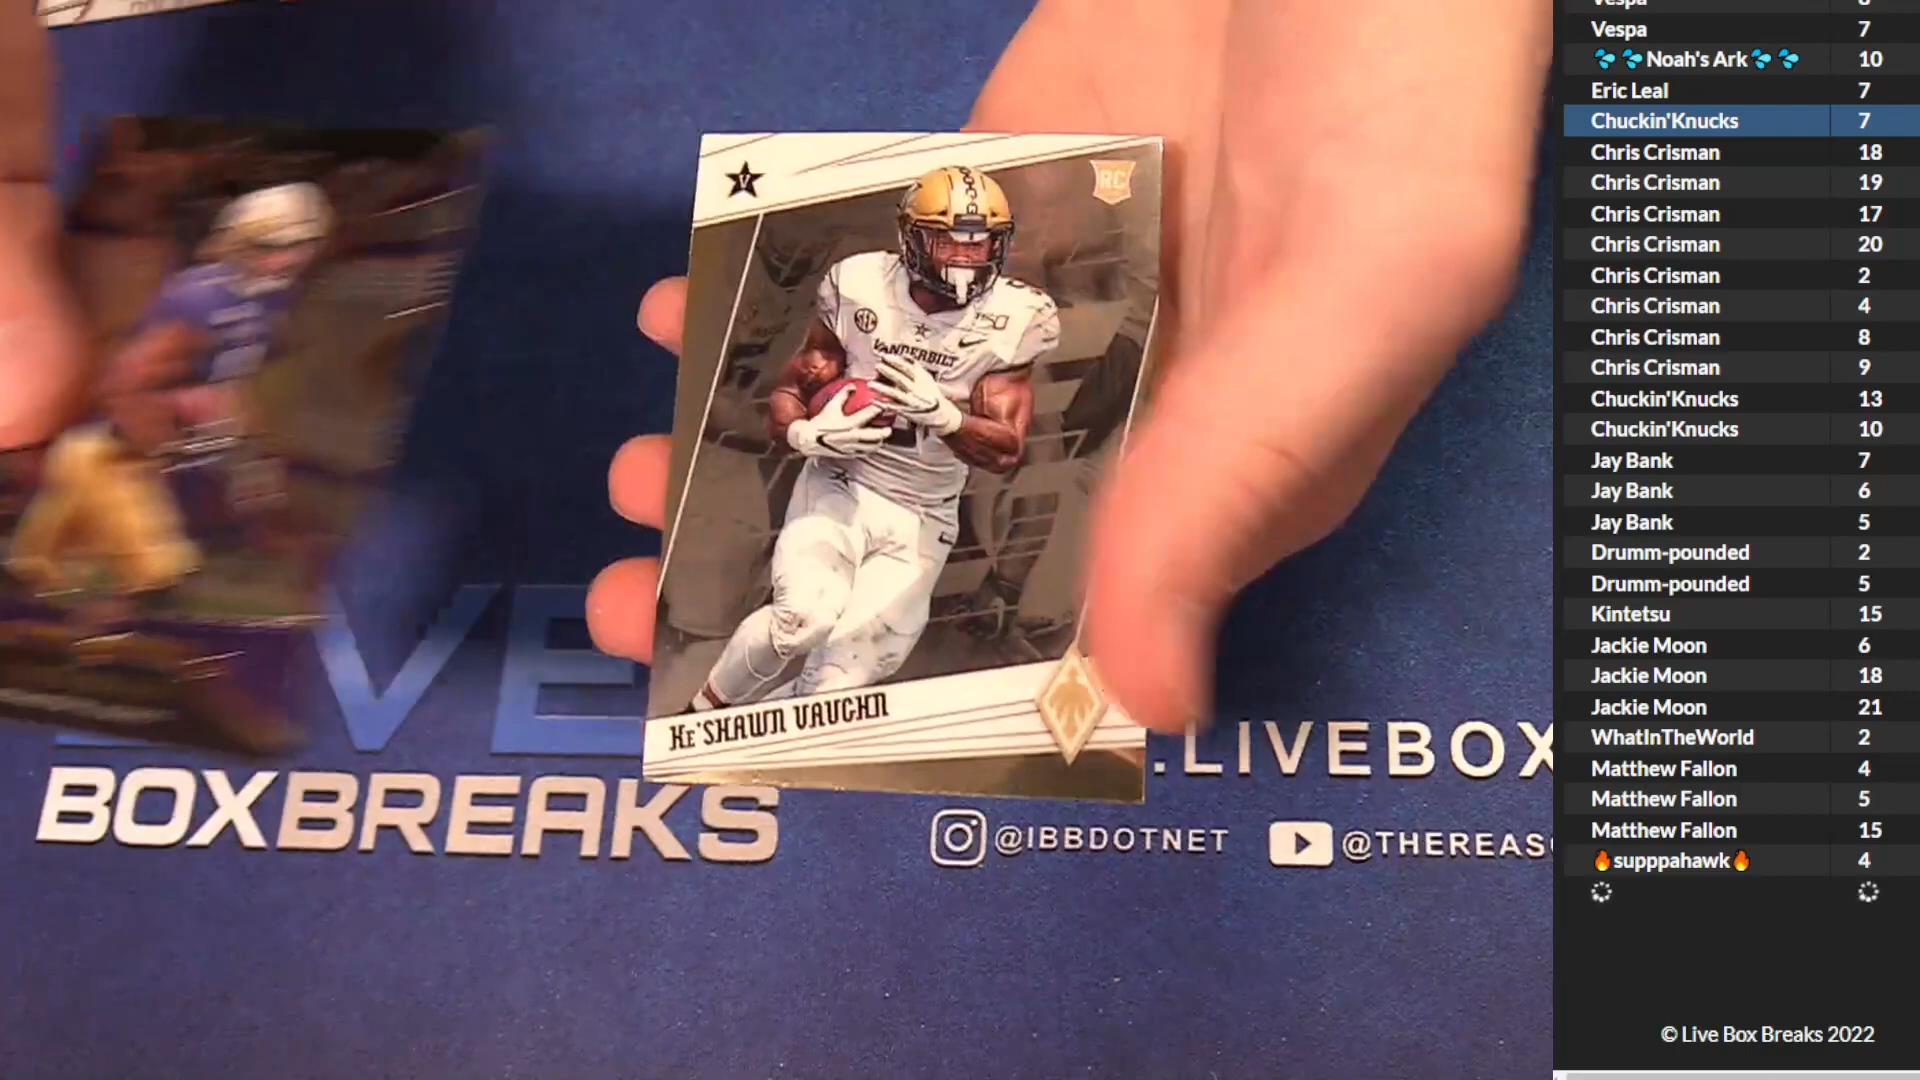 Vespa
8
Vespa
7
Noah's Ark
10
Eric Leal
7
Chuckin'Knucks
7
Chris Crisman
18
Chris Crisman
19
Chris Crisman
17
Chris Crisman
20
Chris Crisman
2
Chris Crisman
4
Chris Crisman
8
Chris Crisman
9
Chuckin'Knucks
13
Chuckin'Knucks
10
Jay Bank
7
Jay Bank
6
Jay Bank
5
Drumm-pounded
2
Drumm-pounded
5
Kintetsu
15
Jackie Moon
6
Jackie Moon
18
Jackie Moon
21
WhatInTheWorld
2
Matthew Fallon
4
Matthew Fallon
5
Matthew Fallon
15
supppahawk
4
© Live Box Breaks 2022
V
RC
SEC
150
VANDERBILT
KE'SHAWN VAUGHN
VE
BOXBREAKS
.LIVEBOX
@IBBDOTNET
@THEREAS